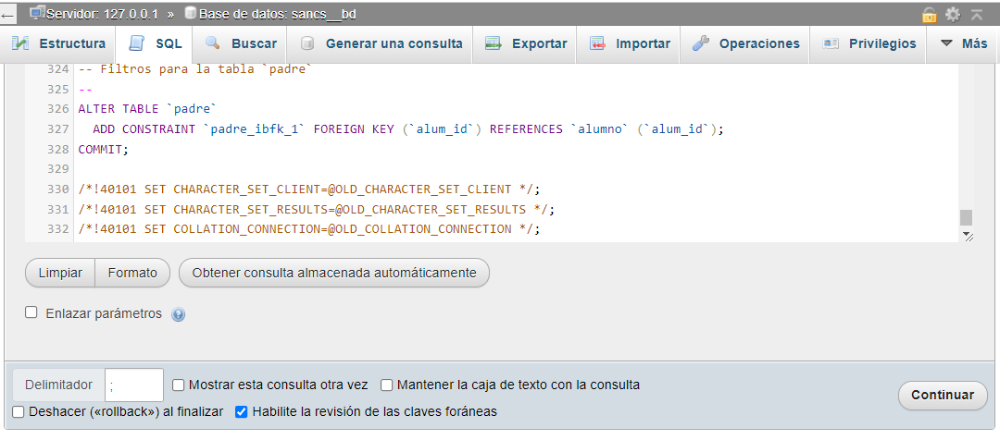 Servidor: 127.0.0.1 » Base de datos: sancs__bd
Estructura SQL Buscar Generar una consulta Exportar Importar Operaciones Privilegios Más
324 -- Filtros para la tabla `padre`
325 --
326 ALTER TABLE `padre`
327 ADD CONSTRAINT `padre_ibfk_1` FOREIGN KEY (`alum_id`) REFERENCES `alumno` (`alum_id`);
328 COMMIT;
329
330 /*!40101 SET CHARACTER_SET_CLIENT=@OLD_CHARACTER_SET_CLIENT */;
331 /*!40101 SET CHARACTER_SET_RESULTS=@OLD_CHARACTER_SET_RESULTS */;
332 /*!40101 SET COLLATION_CONNECTION=@OLD_COLLATION_CONNECTION */;
Limpiar Formato Obtener consulta almacenada automáticamente
Enlazar parámetros
Delimitador ; Mostrar esta consulta otra vez Mantener la caja de texto con la consulta
Deshacer («rollback») al finalizar Habilite la revisión de las claves foráneas
Continuar